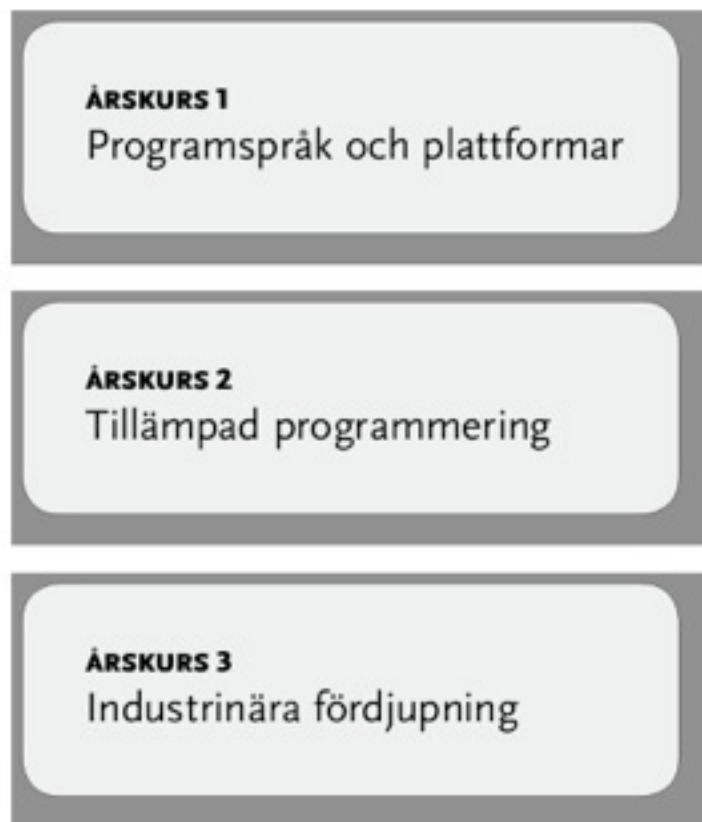 ÅRSKURS 1
Programspråk och plattformar
ÅRSKURS 2
Tillämpad programmering
ÅRSKURS 3
Industrinära fördjupning